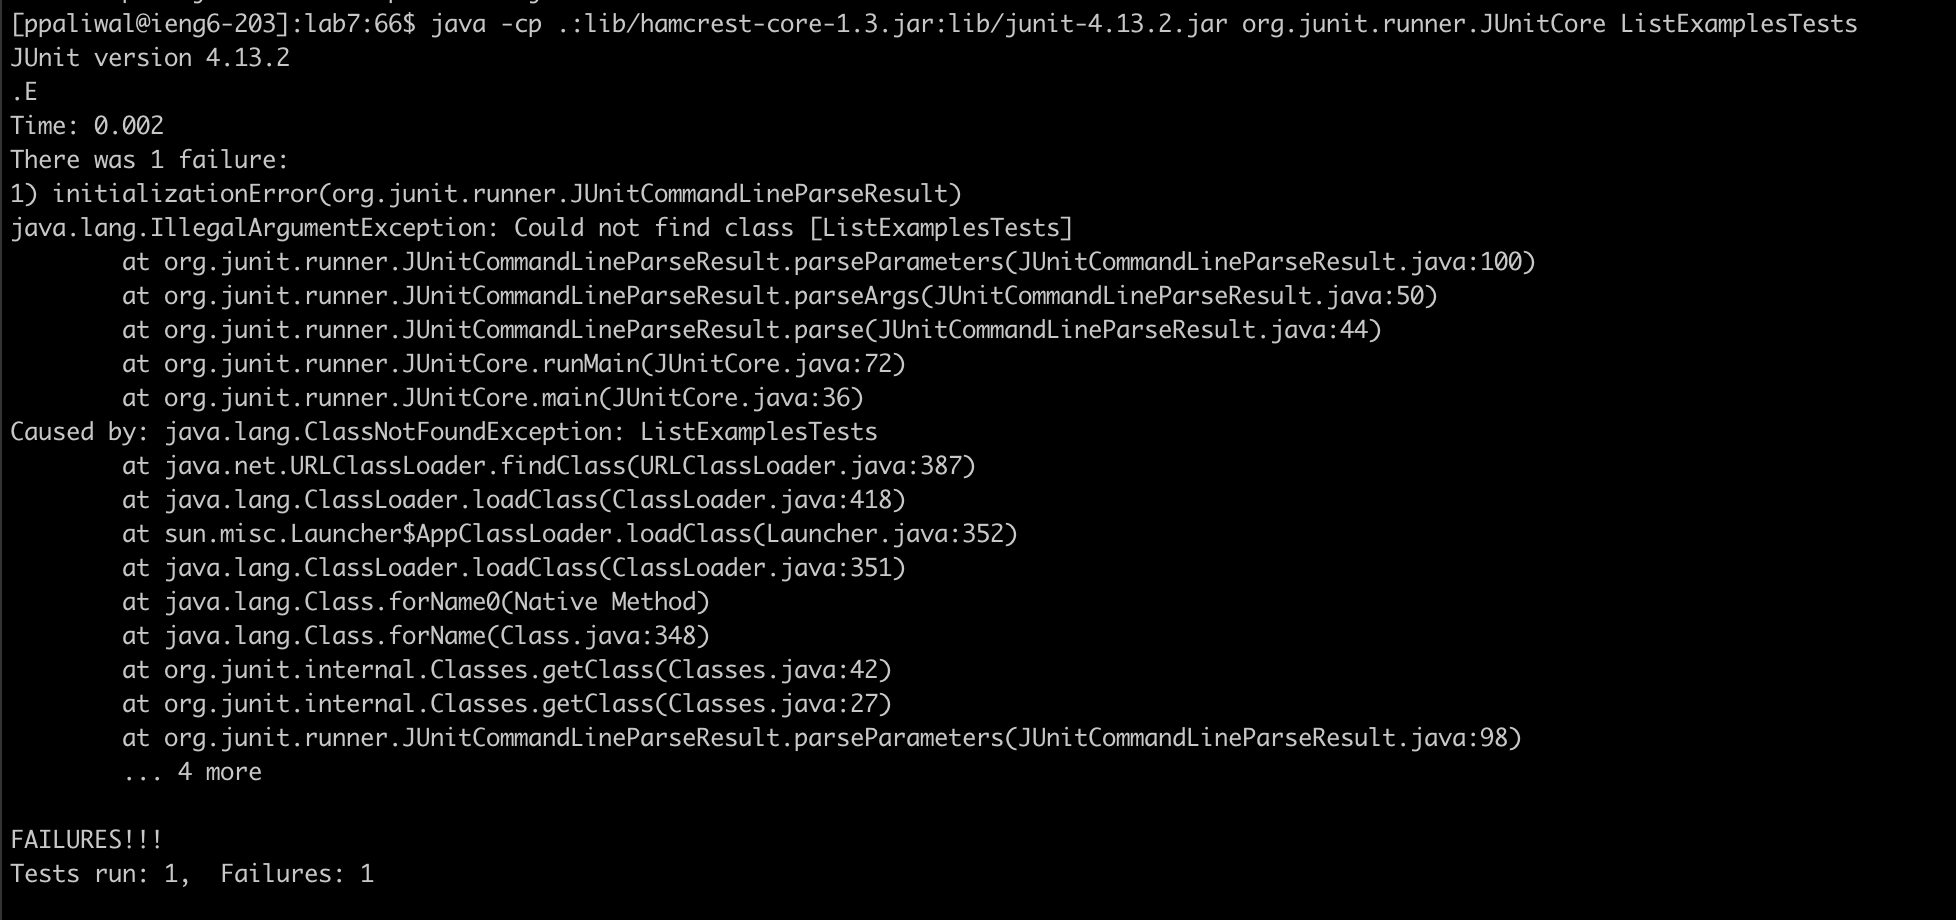 [ppaliwal@ieng6-203]:lab7:66$ java -cp .:lib/hamcrest-core-1.3.jar:lib/junit-4.13.2.jar org.junit.runner.JUnitCore ListExamplesTests
JUnit version 4.13.2
.E
Time: 0.002
There was 1 failure:
1) initializationError(org.junit.runner.JUnitCommandLineParseResult)
java.lang.IllegalArgumentException: Could not find class [ListExamplesTests]
        at org.junit.runner.JUnitCommandLineParseResult.parseParameters(JUnitCommandLineParseResult.java:100)
        at org.junit.runner.JUnitCommandLineParseResult.parseArgs(JUnitCommandLineParseResult.java:50)
        at org.junit.runner.JUnitCommandLineParseResult.parse(JUnitCommandLineParseResult.java:44)
        at org.junit.runner.JUnitCore.runMain(JUnitCore.java:72)
        at org.junit.runner.JUnitCore.main(JUnitCore.java:36)
Caused by: java.lang.ClassNotFoundException: ListExamplesTests
        at java.net.URLClassLoader.findClass(URLClassLoader.java:387)
        at java.lang.ClassLoader.loadClass(ClassLoader.java:418)
        at sun.misc.Launcher$AppClassLoader.loadClass(Launcher.java:352)
        at java.lang.ClassLoader.loadClass(ClassLoader.java:351)
        at java.lang.Class.forName0(Native Method)
        at java.lang.Class.forName(Class.java:348)
        at org.junit.internal.Classes.getClass(Classes.java:42)
        at org.junit.internal.Classes.getClass(Classes.java:27)
        at org.junit.runner.JUnitCommandLineParseResult.parseParameters(JUnitCommandLineParseResult.java:98)
        ... 4 more

FAILURES!!!
Tests run: 1,  Failures: 1